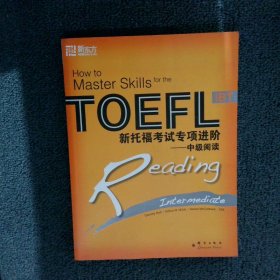 新东方
How to
Master Skills for the
TOEFL iBT
新托福考试专项进阶
——中级阅读
Reading
Intermediate